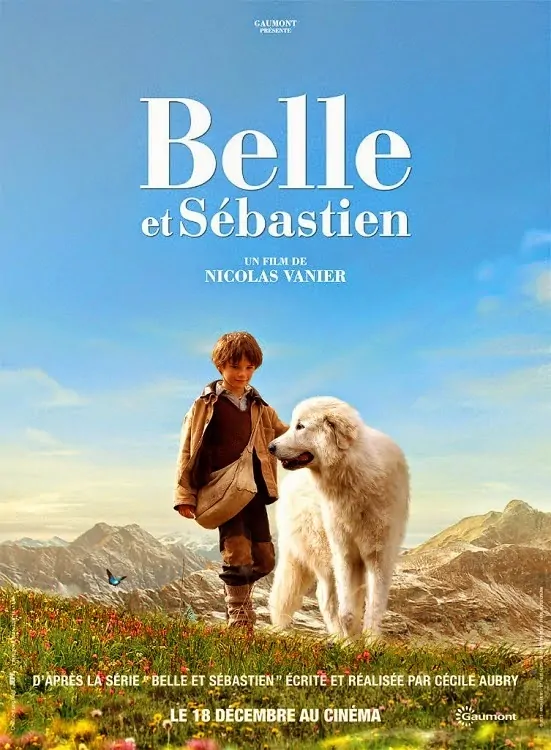 GAUMONT
PRÉSENTE
Belle
et Sébastien
UN FILM DE
NICOLAS VANIER
D'APRÈS LA SÉRIE "BELLE ET SÉBASTIEN" ÉCRITE ET RÉALISÉE PAR CÉCILE AUBRY
LE 18 DÉCEMBRE AU CINÉMA
Gaumont